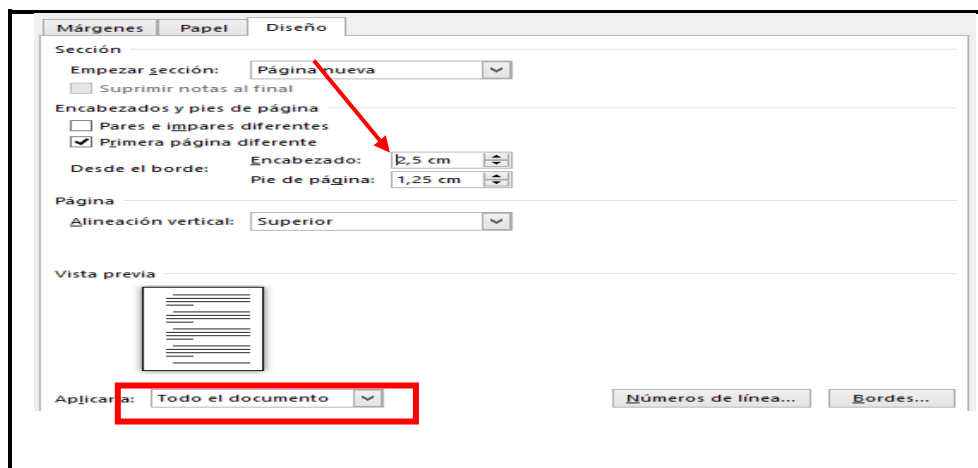 Márgenes Papel Diseño
Sección
Empezar sección: Página nueva
Suprimir notas al final
Encabezados y pies de página
Pares e impares diferentes
Primera página diferente
Desde el borde: Encabezado: 2,5 cm
Pie de página: 1,25 cm
Página
Alineación vertical: Superior
Vista previa
Aplicar a: Todo el documento Números de línea... Bordes...